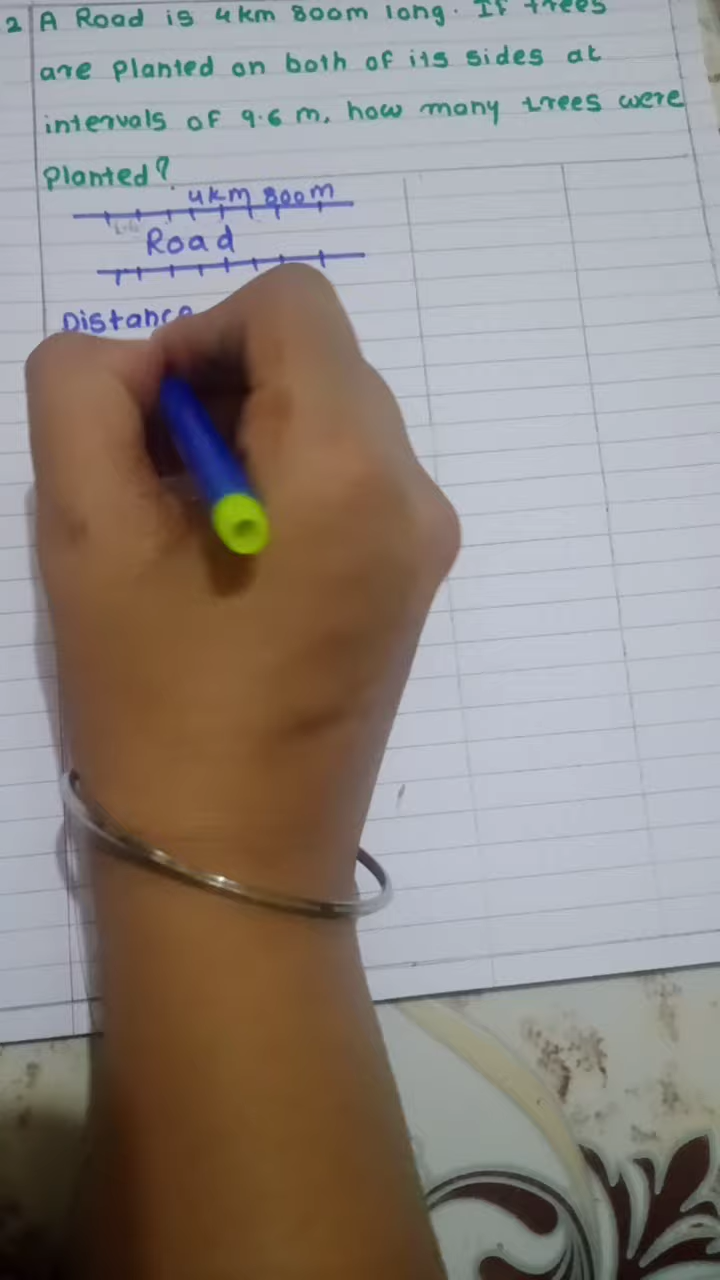 2 A Road is 4km 800m long. If trees
are planted on both of its sides at
intervals of 9.6 m, how many trees were
planted?
4km 800m
Road
Distance